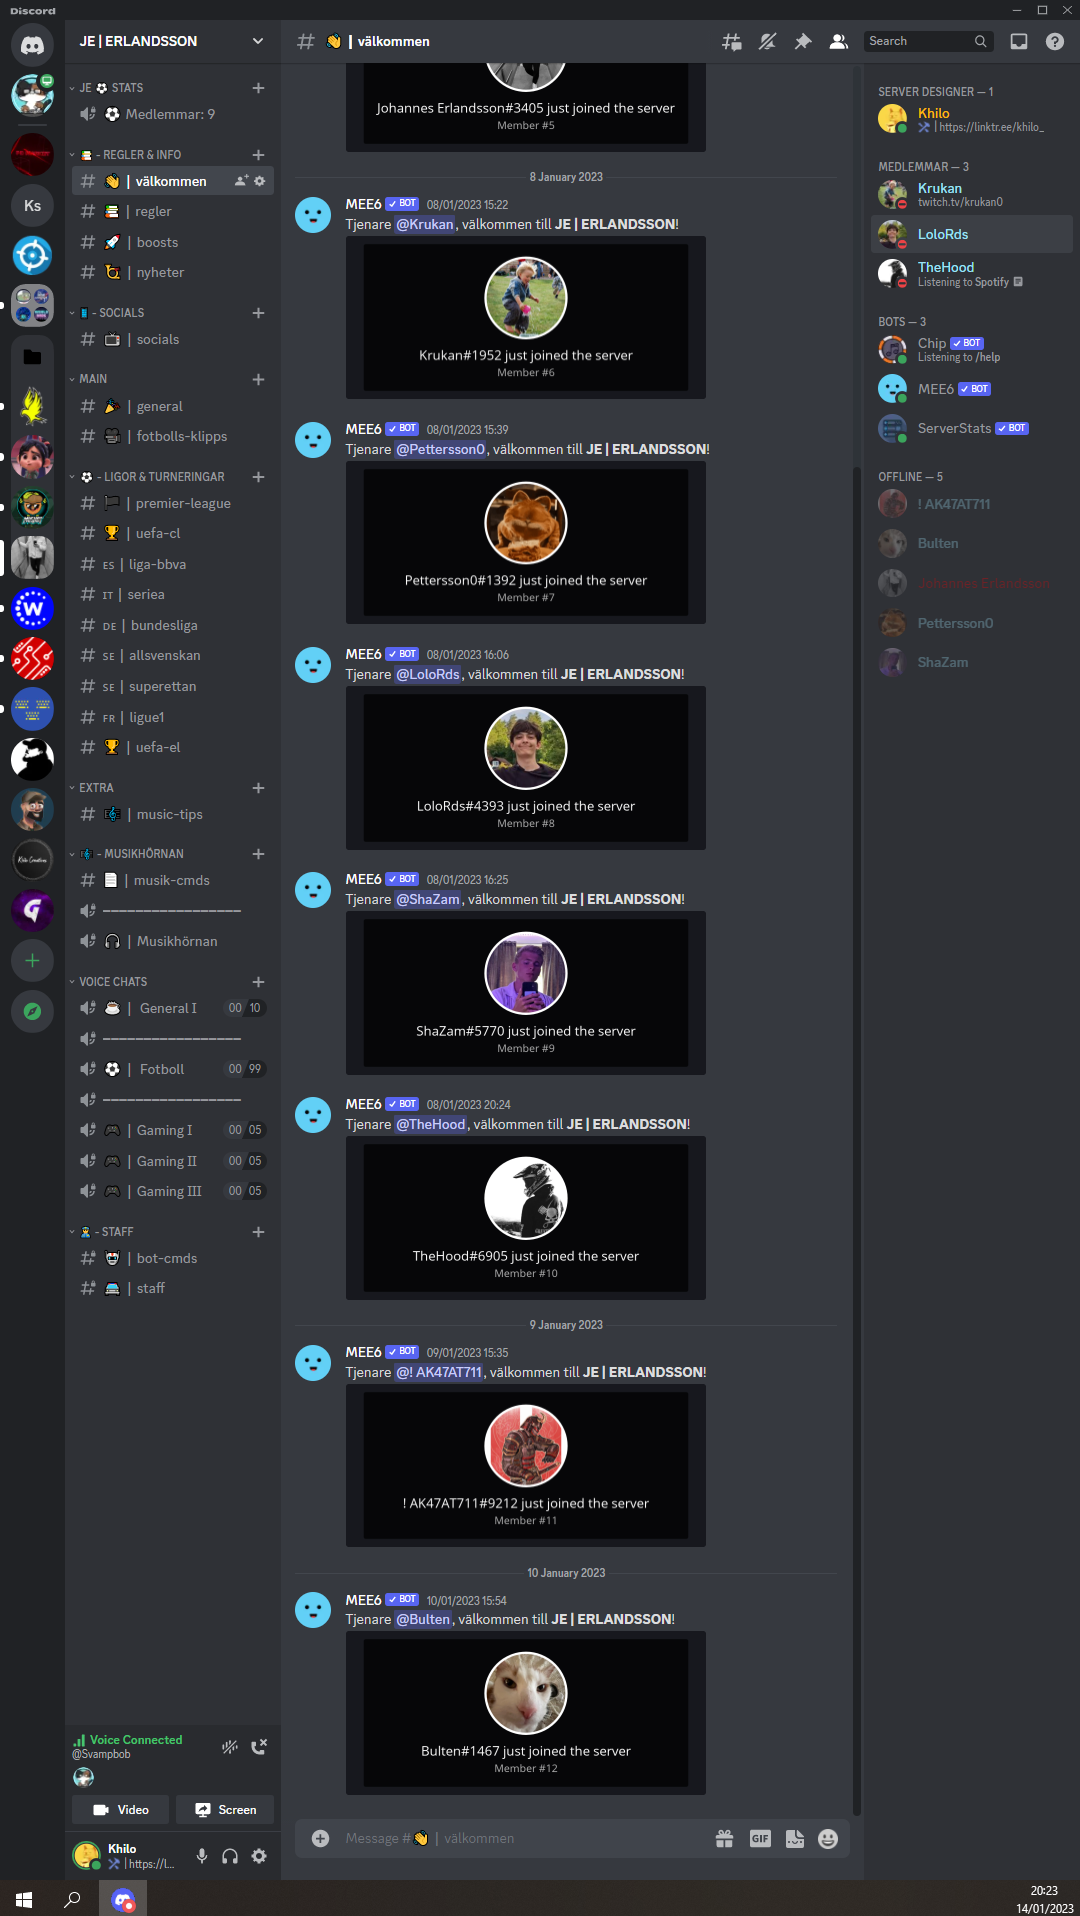 Discord
JE | ERLANDSSON
# 👋 | välkommen
Search
JE ⚽ STATS
⚽ Medlemmar: 9
📚 - REGLER & INFO
# 👋 | välkommen
# 📚 | regler
# 🚀 | boosts
# 📯 | nyheter
📱 - SOCIALS
# 📺 | socials
MAIN
# 🎉 | general
# 🎥 | fotbolls-klipps
⚽ - LIGOR & TURNERINGAR
# 🏴 | premier-league
# 🏆 | uefa-cl
# ES | liga-bbva
# IT | seriea
# DE | bundesliga
# SE | allsvenskan
# SE | superettan
# FR | ligue1
# 🏆 | uefa-el
EXTRA
# 🎼 | music-tips
🎼 - MUSIKHÖRNAN
# 📄 | musik-cmds
-----------------
🎧 | Musikhörnan
VOICE CHATS
☕ | General I 00 10
-----------------
⚽ | Fotboll 00 99
-----------------
🎮 | Gaming I 00 05
🎮 | Gaming II 00 05
🎮 | Gaming III 00 05
- STAFF
# | bot-cmds
# | staff
Voice Connected
@Svampbob
Video
Screen
Khilo
| https://l...
Ks
W
Johannes Erlandsson#3405 just joined the server
Member #5
8 January 2023
MEE6 ✓ BOT 08/01/2023 15:22
Tjenare @Krukan, välkommen till JE | ERLANDSSON!
Krukan#1952 just joined the server
Member #6
MEE6 ✓ BOT 08/01/2023 15:39
Tjenare @Pettersson0, välkommen till JE | ERLANDSSON!
Pettersson0#1392 just joined the server
Member #7
MEE6 ✓ BOT 08/01/2023 16:06
Tjenare @LoloRds, välkommen till JE | ERLANDSSON!
LoloRds#4393 just joined the server
Member #8
MEE6 ✓ BOT 08/01/2023 16:25
Tjenare @ShaZam, välkommen till JE | ERLANDSSON!
ShaZam#5770 just joined the server
Member #9
MEE6 ✓ BOT 08/01/2023 20:24
Tjenare @TheHood, välkommen till JE | ERLANDSSON!
TheHood#6905 just joined the server
Member #10
9 January 2023
MEE6 ✓ BOT 09/01/2023 15:35
Tjenare @! AK47AT711, välkommen till JE | ERLANDSSON!
! AK47AT711#9212 just joined the server
Member #11
10 January 2023
MEE6 ✓ BOT 10/01/2023 15:54
Tjenare @Bulten, välkommen till JE | ERLANDSSON!
Bulten#1467 just joined the server
Member #12
Message #👋 | välkommen
GIF
SERVER DESIGNER — 1
Khilo
| https://linktr.ee/khilo_
MEDLEMMAR — 3
Krukan
twitch.tv/krukan0
LoloRds
TheHood
Listening to Spotify
BOTS — 3
Chip ✓ BOT
Listening to /help
MEE6 ✓ BOT
ServerStats ✓ BOT
OFFLINE — 5
! AK47AT711
Bulten
Johannes Erlandsson
Pettersson0
ShaZam
20:23
14/01/2023